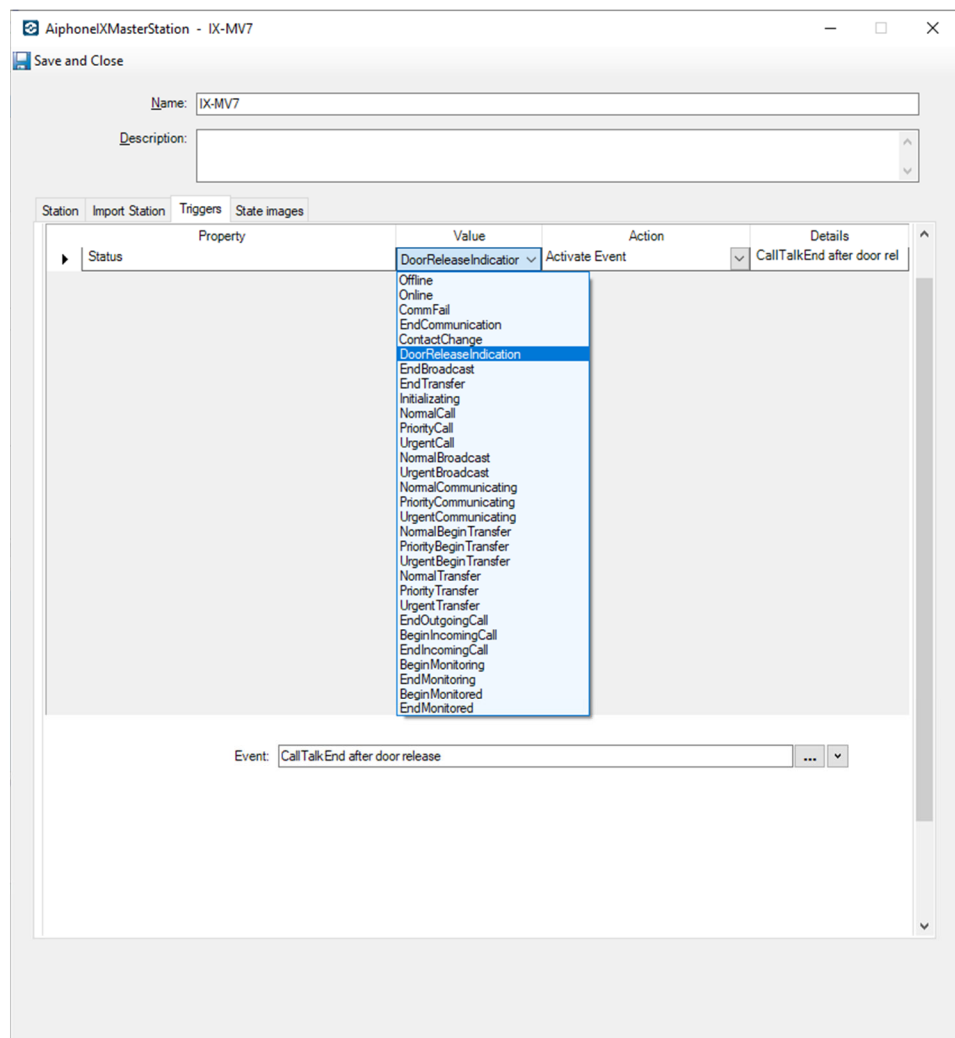 AiphoneIXMasterStation - IX-MV7
Save and Close
Name: IX-MV7
Description:
Station Import Station Triggers State images
Property Value Action Details
Status DoorReleaseIndication Activate Event CallTalkEnd after door rel
Offline
Online
CommFail
EndCommunication
ContactChange
DoorReleaseIndication
EndBroadcast
EndTransfer
Initializating
NormalCall
PriorityCall
UrgentCall
NormalBroadcast
UrgentBroadcast
NormalCommunicating
PriorityCommunicating
UrgentCommunicating
NormalBeginTransfer
PriorityBeginTransfer
UrgentBeginTransfer
NormalTransfer
PriorityTransfer
UrgentTransfer
EndOutgoingCall
BeginIncomingCall
EndIncomingCall
BeginMonitoring
EndMonitoring
BeginMonitored
EndMonitored
Event: CallTalkEnd after door release ...